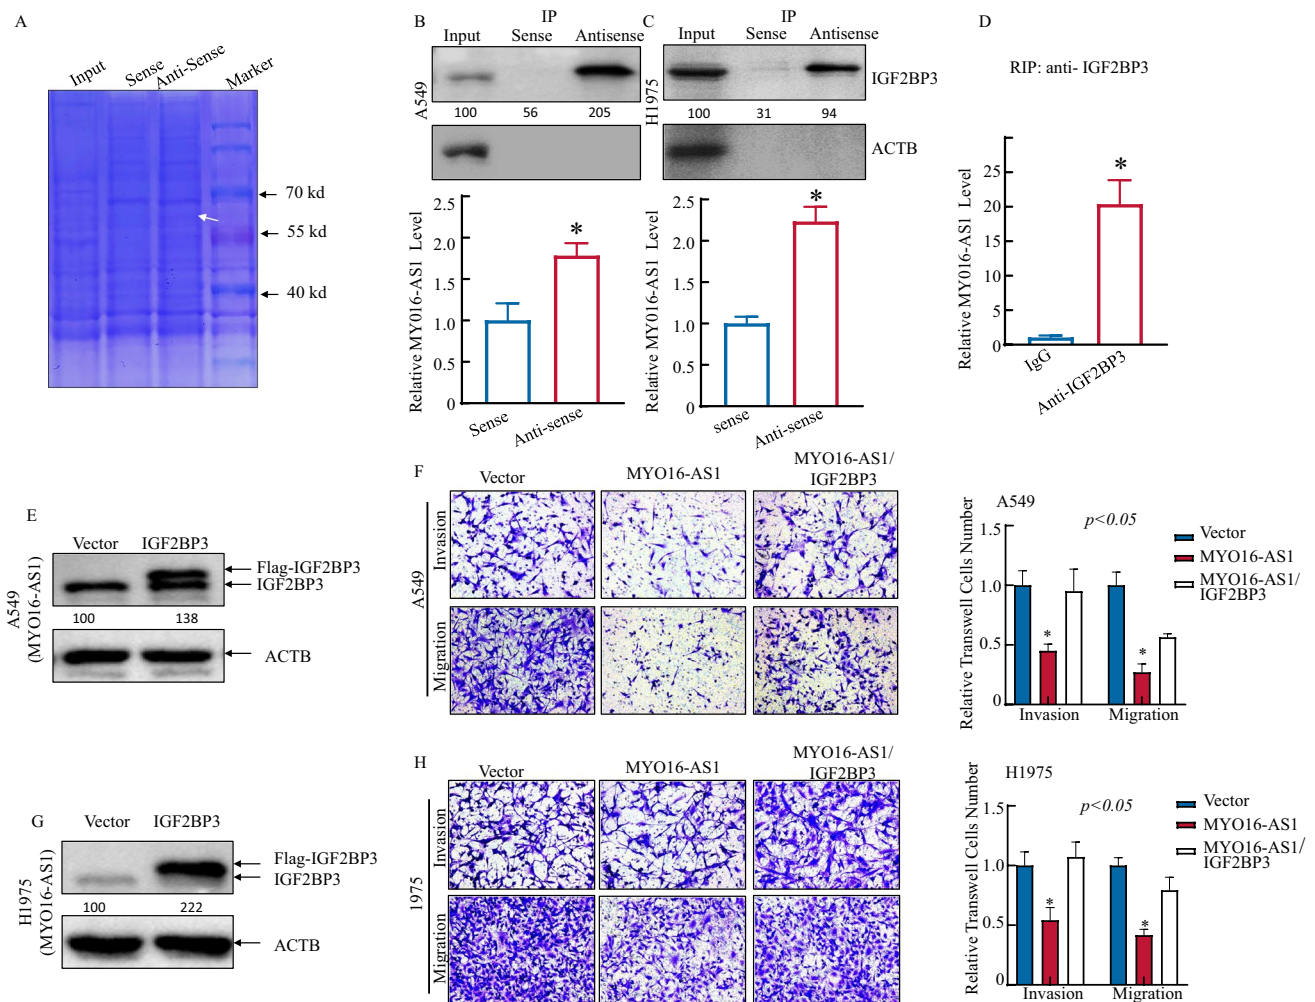 A
Input
Sense
Anti-Sense
Marker
70 kd
55 kd
40 kd
B
IP
Input
Sense
Antisense
A549
100
56
205
Relative MY016-AS1 Level
2.5
2.0
1.5
1.0
0.5
0
*
Sense
Anti-sense
C
IP
Input
Sense
Antisense
H1975
IGF2BP3
100
31
94
ACTB
Relative MY016-AS1 Level
2.5
2.0
1.5
1.0
0.5
0
*
sense
Anti-sense
D
RIP: anti- IGF2BP3
Relative MY016-AS1 Level
25
20
15
10
5
0
*
IgG
Anti-IGF2BP3
E
A549
(MYO16-AS1)
Vector
IGF2BP3
Flag-IGF2BP3
IGF2BP3
100
138
ACTB
F
Vector
MYO16-AS1
MYO16-AS1/
IGF2BP3
A549
Invasion
Migration
A549
p<0.05
Relative Transwell Cells Number
1.5
1.0
0.5
0
*
*
Invasion
Migration
Vector
MYO16-AS1
MYO16-AS1/
IGF2BP3
G
H1975
(MYO16-AS1)
Vector
IGF2BP3
Flag-IGF2BP3
IGF2BP3
100
222
ACTB
H
Vector
MYO16-AS1
MYO16-AS1/
IGF2BP3
1975
Invasion
Migration
H1975
p<0.05
Relative Transwell Cells Number
1.5
1.0
0.5
0
*
*
Invasion
Migration
Vector
MYO16-AS1
MYO16-AS1/
IGF2BP3